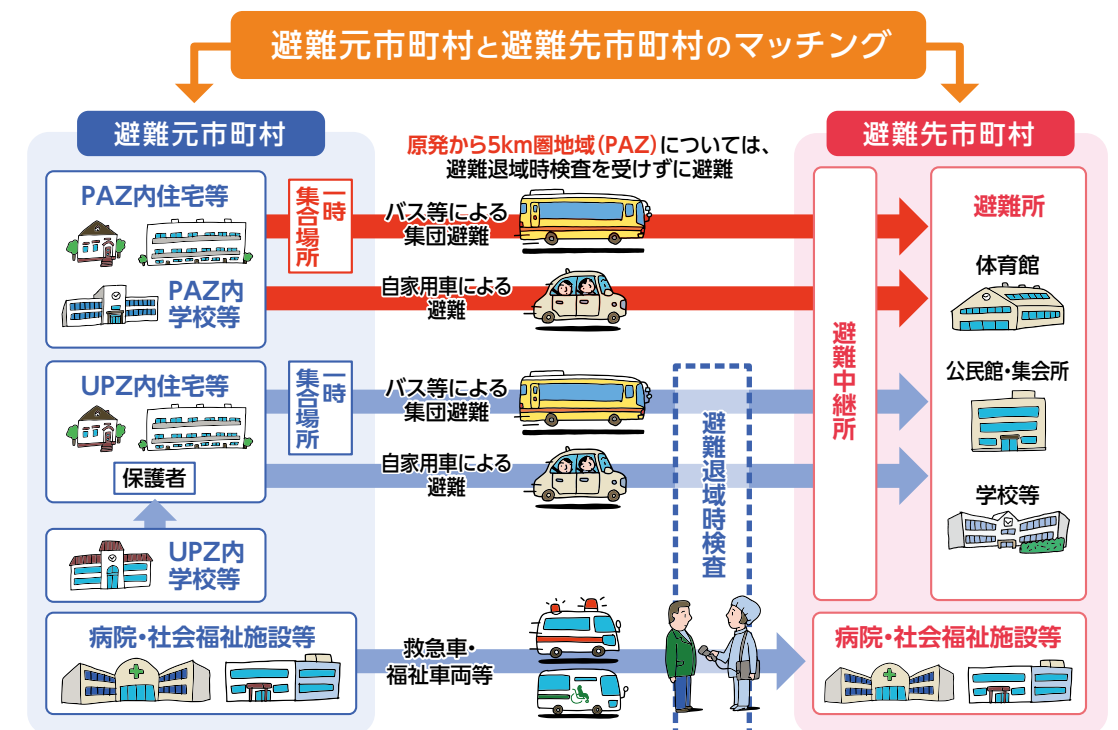 避難元市町村と避難先市町村のマッチング
避難元市町村
避難先市町村
原発から5km圏地域(PAZ)については、
避難退域時検査を受けずに避難
PAZ内住宅等
PAZ内
学校等
一時
集合場所
バス等による
集団避難
自家用車による
避難
UPZ内住宅等
保護者
UPZ内
学校等
一時
集合場所
バス等による
集団避難
自家用車による
避難
避難退域時検査
避難中継所
避難所
体育館
公民館・集会所
学校等
病院・社会福祉施設等
救急車・
福祉車両等
病院・社会福祉施設等